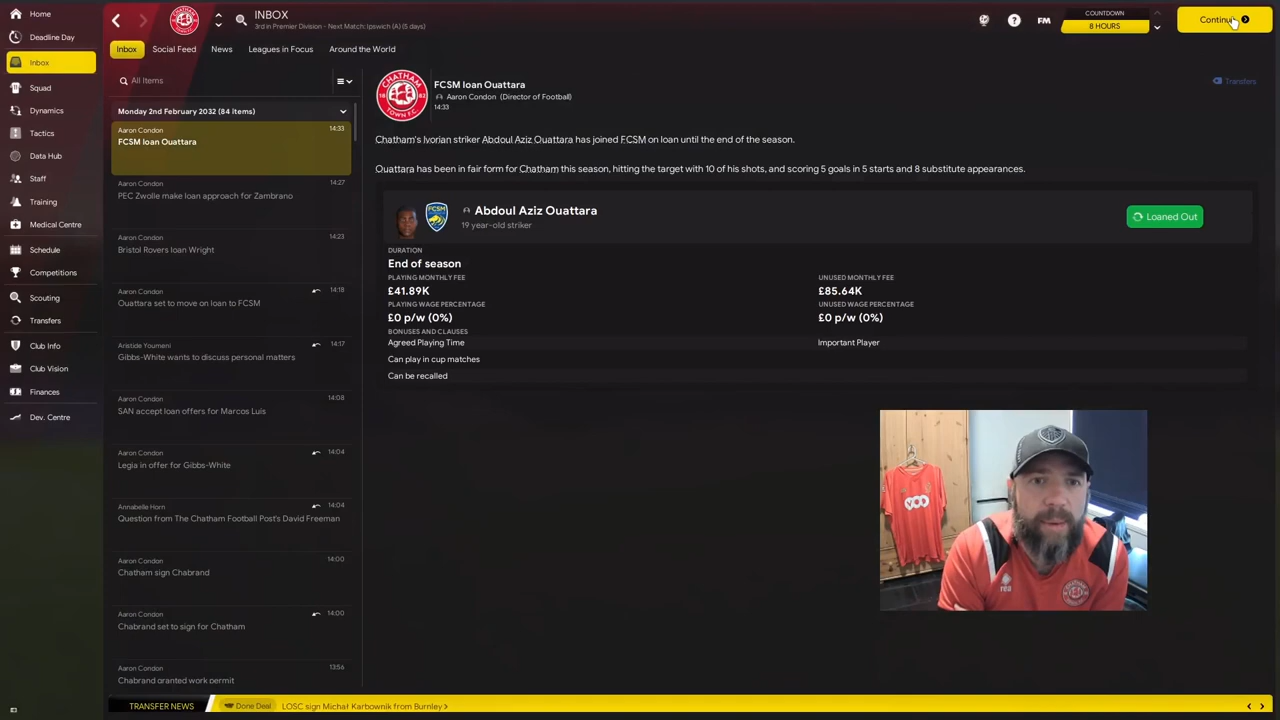 Home
Deadline Day
Inbox
Squad
Dynamics
Tactics
Data Hub
Staff
Training
Medical Centre
Schedule
Competitions
Scouting
Transfers
Club Info
Club Vision
Finances
Dev. Centre
INBOX
3rd in Premier Division - Next Match: Ipswich (A) (5 days)
FM
COUNTDOWN
8 HOURS
Continue
Inbox
Social Feed
News
Leagues in Focus
Around the World
All Items
Monday 2nd February 2032 (84 items)
Aaron Condon 14:33
FCSM loan Ouattara
Aaron Condon 14:27
PEC Zwolle make loan approach for Zambrano
Aaron Condon 14:23
Bristol Rovers loan Wright
Aaron Condon 14:18
Ouattara set to move on loan to FCSM
Aristide Youmeni 14:17
Gibbs-White wants to discuss personal matters
Aaron Condon 14:08
SAN accept loan offers for Marcos Luis
Aaron Condon 14:04
Legia in offer for Gibbs-White
Annabelle Horn 14:04
Question from The Chatham Football Post's David Freeman
Aaron Condon 14:00
Chatham sign Chabrand
Aaron Condon 14:00
Chabrand set to sign for Chatham
Aaron Condon 13:56
Chabrand granted work permit
CHATHAM
18 82
TOWN F.C.
FCSM loan Ouattara
Aaron Condon (Director of Football)
14:33
Transfers
Chatham's Ivorian striker Abdoul Aziz Ouattara has joined FCSM on loan until the end of the season.
Ouattara has been in fair form for Chatham this season, hitting the target with 10 of his shots, and scoring 5 goals in 5 starts and 8 substitute appearances.
FCSM
Abdoul Aziz Ouattara
19 year-old striker
Loaned Out
DURATION
End of season
PLAYING MONTHLY FEE
£41.89K
UNUSED MONTHLY FEE
£85.64K
PLAYING WAGE PERCENTAGE
£0 p/w (0%)
UNUSED WAGE PERCENTAGE
£0 p/w (0%)
BONUSES AND CLAUSES
Agreed Playing Time
Important Player
Can play in cup matches
Can be recalled
VOO
TRANSFER NEWS
Done Deal
LOSC sign Michał Karbownik from Burnley >